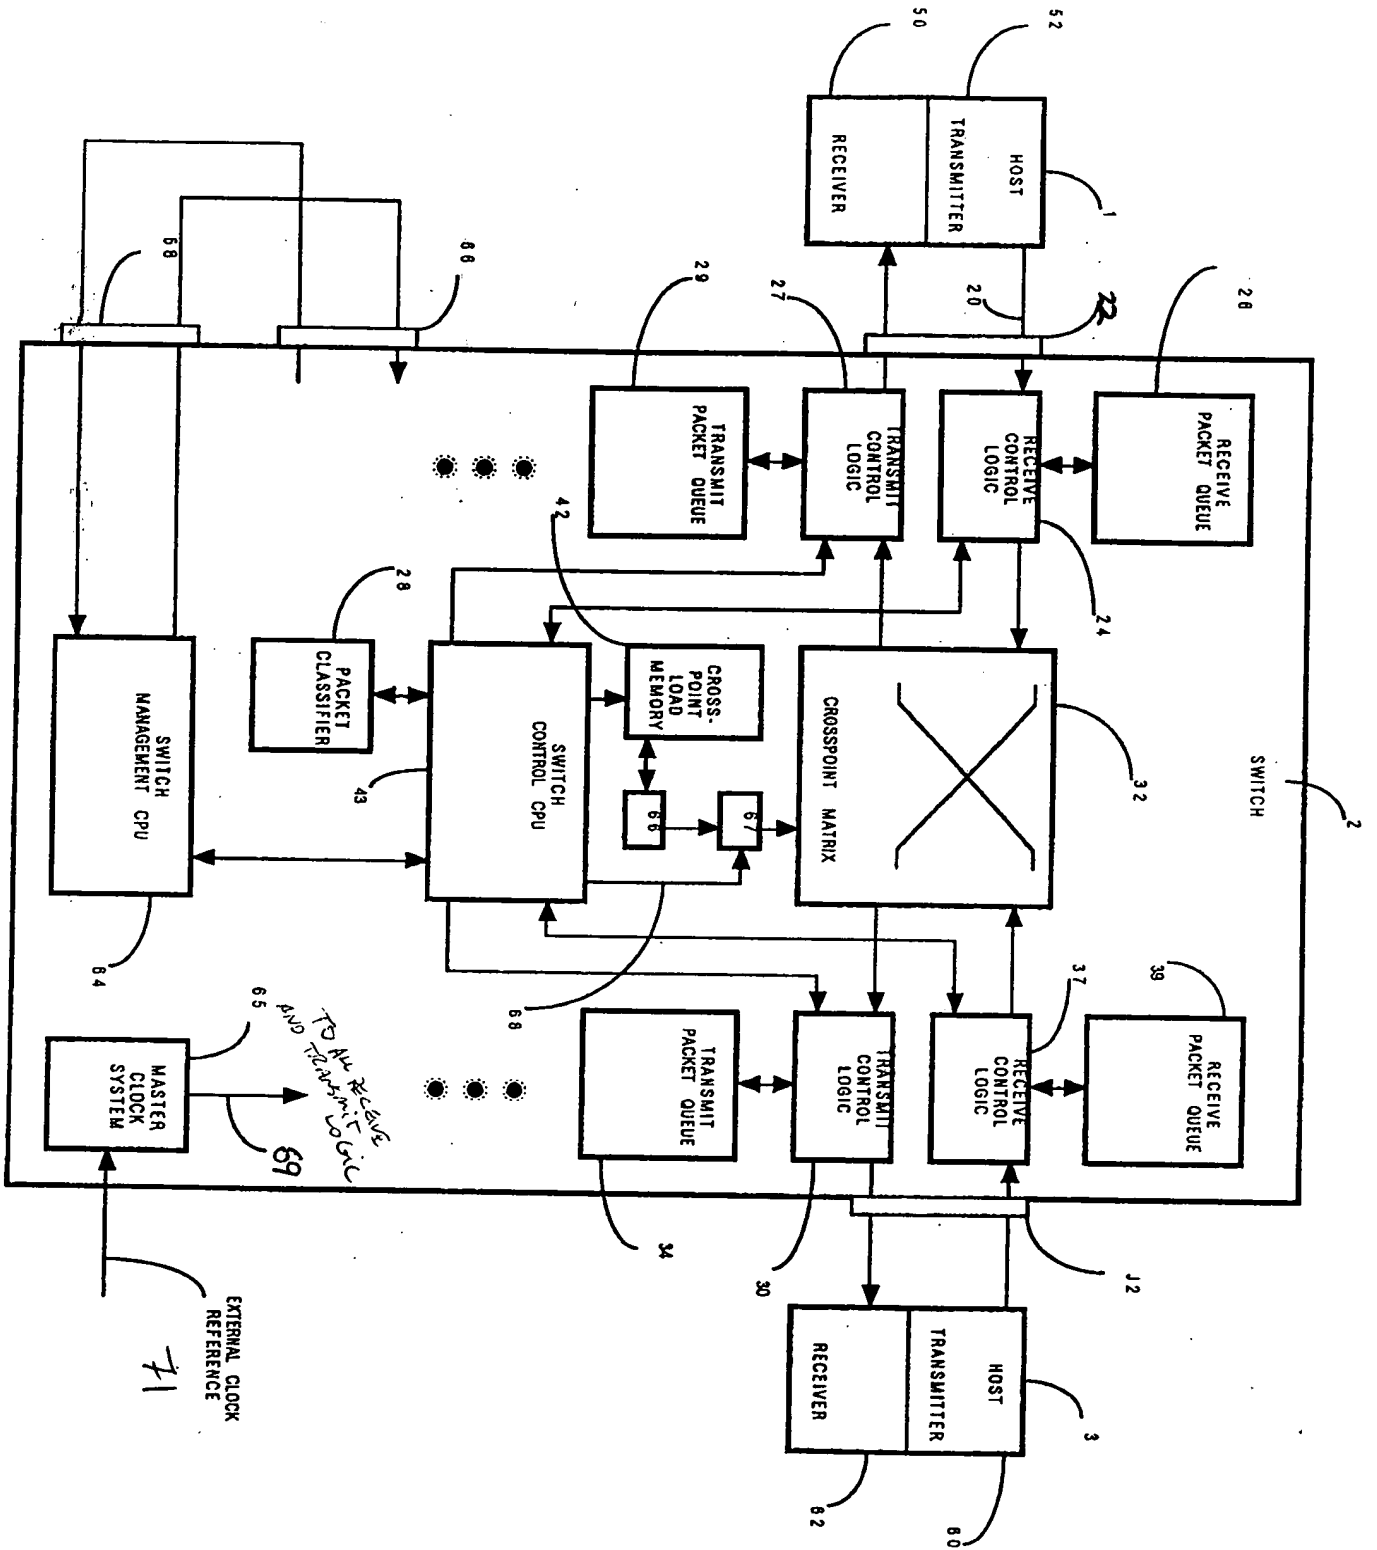 2
SWITCH
26
39
RECEIVE
PACKET QUEUE
RECEIVE
PACKET QUEUE
1
22
24
32
37
J2
3
52
HOST
TRANSMITTER
20
RECEIVE
CONTROL
LOGIC
RECEIVE
CONTROL
LOGIC
HOST
TRANSMITTER
60
50
RECEIVER
27
TRANSMIT
CONTROL
LOGIC
CROSSPOINT MATRIX
TRANSMIT
CONTROL
LOGIC
30
RECEIVER
62
29
TRANSMIT
PACKET QUEUE
42
CROSS-
POINT
LOAD
MEMORY
66
67
68
TRANSMIT
PACKET QUEUE
34
SWITCH
CONTROL CPU
43
66
28
PACKET
CLASSIFIER
TO ALL RECEIVE
AND TRANSMIT
LOGIC
68
SWITCH
MANAGEMENT CPU
64
65
69
MASTER
CLOCK
SYSTEM
EXTERNAL CLOCK
REFERENCE
71